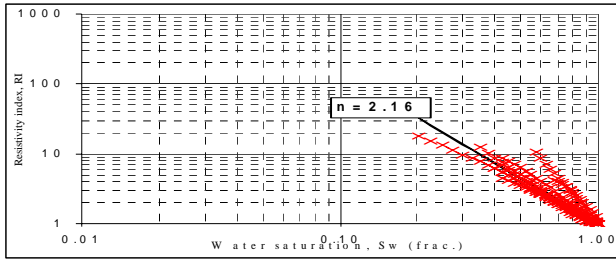 1000
100
10
1
Resistivity index, RI
n = 2.16
0.01
0.10
1.00
Water saturation, Sw (frac.)